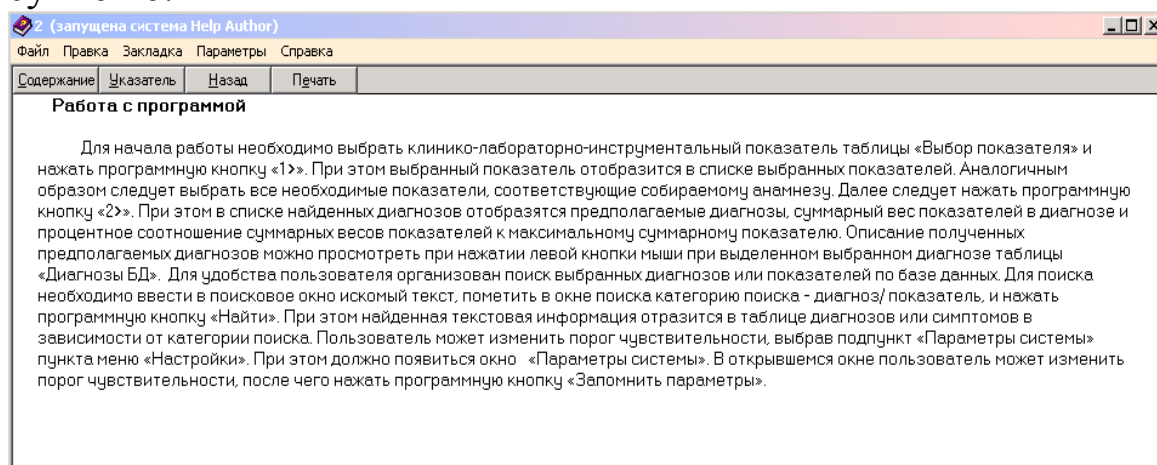 2 (запущена система Help Author)
Файл Правка Закладка Параметры Справка
Содержание Указатель Назад Печать
Работа с программой
Для начала работы необходимо выбрать клинико-лабораторно-инструментальный показатель таблицы «Выбор показателя» и
нажать программную кнопку «1>». При этом выбранный показатель отобразится в списке выбранных показателей. Аналогичным
образом следует выбрать все необходимые показатели, соответствующие собираемому анамнезу. Далее следует нажать программную
кнопку «2>». При этом в списке найденных диагнозов отобразятся предполагаемые диагнозы, суммарный вес показателей в диагнозе и
процентное соотношение суммарных весов показателей к максимальному суммарному показателю. Описание полученных
предполагаемых диагнозов можно просмотреть при нажатии левой кнопки мыши при выделенном выбранном диагнозе таблицы
«Диагнозы БД». Для удобства пользователя организован поиск выбранных диагнозов или показателей по базе данных. Для поиска
необходимо ввести в поисковое окно искомый текст, пометить в окне поиска категорию поиска - диагноз/ показатель, и нажать
программную кнопку «Найти». При этом найденная текстовая информация отразится в таблице диагнозов или симптомов в
зависимости от категории поиска. Пользователь может изменить порог чувствительности, выбрав подпункт «Параметры системы»
пункта меню «Настройки». При этом должно появиться окно «Параметры системы». В открывшемся окне пользователь может изменить
порог чувствительности, после чего нажать программную кнопку «Запомнить параметры».